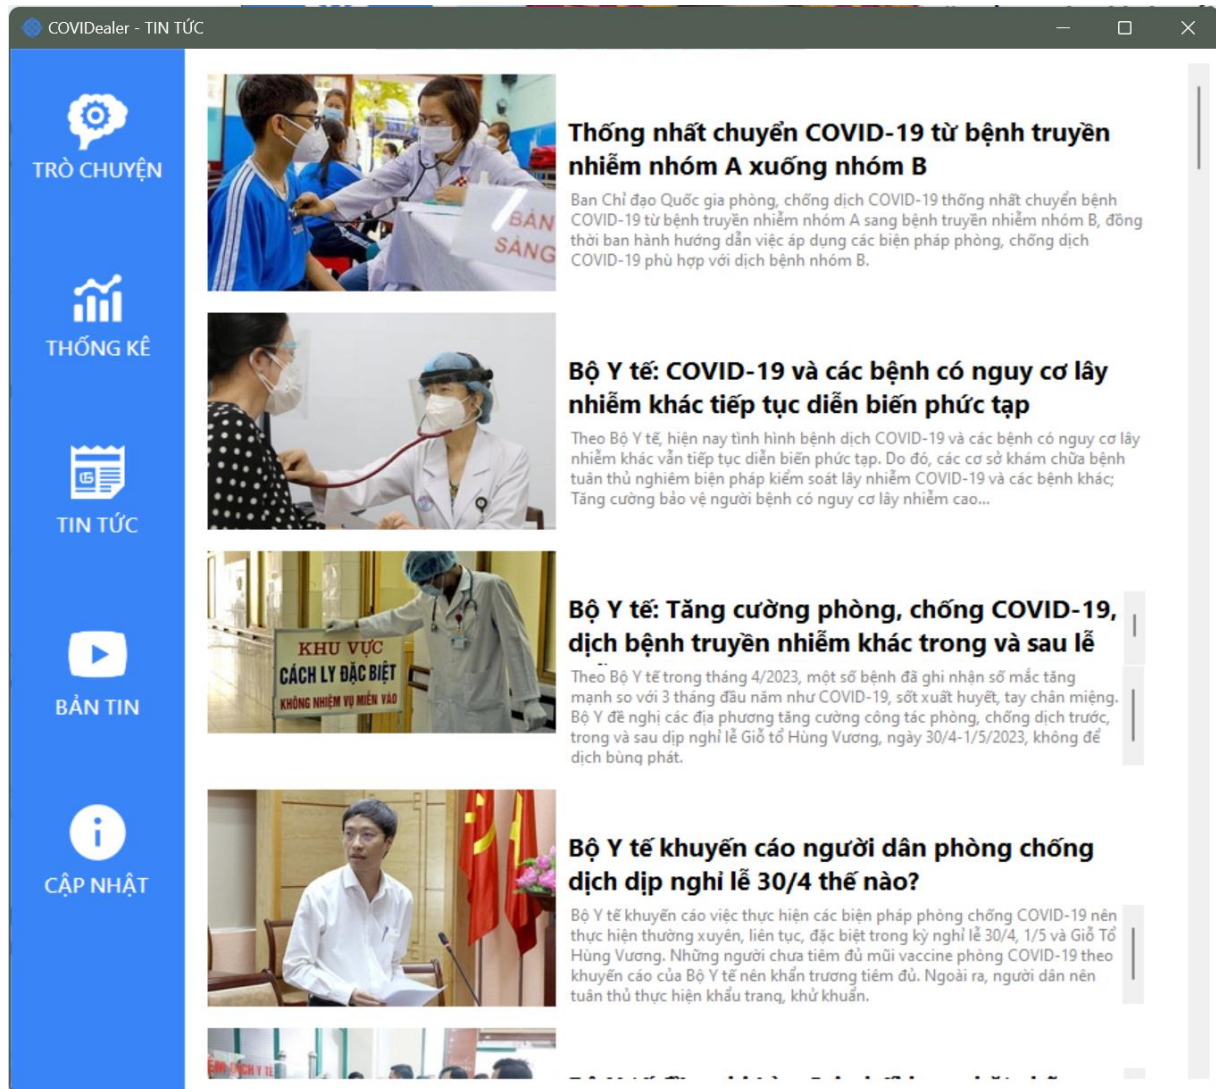 COVIDealer - TIN TỨC
TRÒ CHUYỆN
THỐNG KÊ
TIN TỨC
BẢN TIN
CẬP NHẬT
BÀN
SÀNG
Thống nhất chuyển COVID-19 từ bệnh truyền
nhiễm nhóm A xuống nhóm B
Ban Chỉ đạo Quốc gia phòng, chống dịch COVID-19 thống nhất chuyển bệnh
COVID-19 từ bệnh truyền nhiễm nhóm A sang bệnh truyền nhiễm nhóm B, đồng
thời ban hành hướng dẫn việc áp dụng các biện pháp phòng, chống dịch
COVID-19 phù hợp với dịch bệnh nhóm B.
Bộ Y tế: COVID-19 và các bệnh có nguy cơ lây
nhiễm khác tiếp tục diễn biến phức tạp
Theo Bộ Y tế, hiện nay tình hình bệnh dịch COVID-19 và các bệnh có nguy cơ lây
nhiễm khác vẫn tiếp tục diễn biến phức tạp. Do đó, các cơ sở khám chữa bệnh
tuân thủ nghiêm biện pháp kiểm soát lây nhiễm COVID-19 và các bệnh khác;
Tăng cường bảo vệ người bệnh có nguy cơ lây nhiễm cao...
KHU VỰC
CÁCH LY ĐẶC BIỆT
KHÔNG NHIỆM VỤ MIỄN VÀO
Bộ Y tế: Tăng cường phòng, chống COVID-19,
dịch bệnh truyền nhiễm khác trong và sau lễ
Theo Bộ Y tế trong tháng 4/2023, một số bệnh đã ghi nhận số mắc tăng
mạnh so với 3 tháng đầu năm như COVID-19, sốt xuất huyết, tay chân miệng.
Bộ Y đề nghị các địa phương tăng cường công tác phòng, chống dịch trước,
trong và sau dịp nghỉ lễ Giỗ tổ Hùng Vương, ngày 30/4-1/5/2023, không để
dịch bùng phát.
Bộ Y tế khuyến cáo người dân phòng chống
dịch dịp nghỉ lễ 30/4 thế nào?
Bộ Y tế khuyến cáo việc thực hiện các biện pháp phòng chống COVID-19 nên
thực hiện thường xuyên, liên tục, đặc biệt trong kỳ nghỉ lễ 30/4, 1/5 và Giỗ Tổ
Hùng Vương. Những người chưa tiêm đủ mũi vaccine phòng COVID-19 theo
khuyến cáo của Bộ Y tế nên khẩn trương tiêm đủ. Ngoài ra, người dân nên
tuân thủ thực hiện khẩu trang, khử khuẩn.
DỊCH Y TẾ